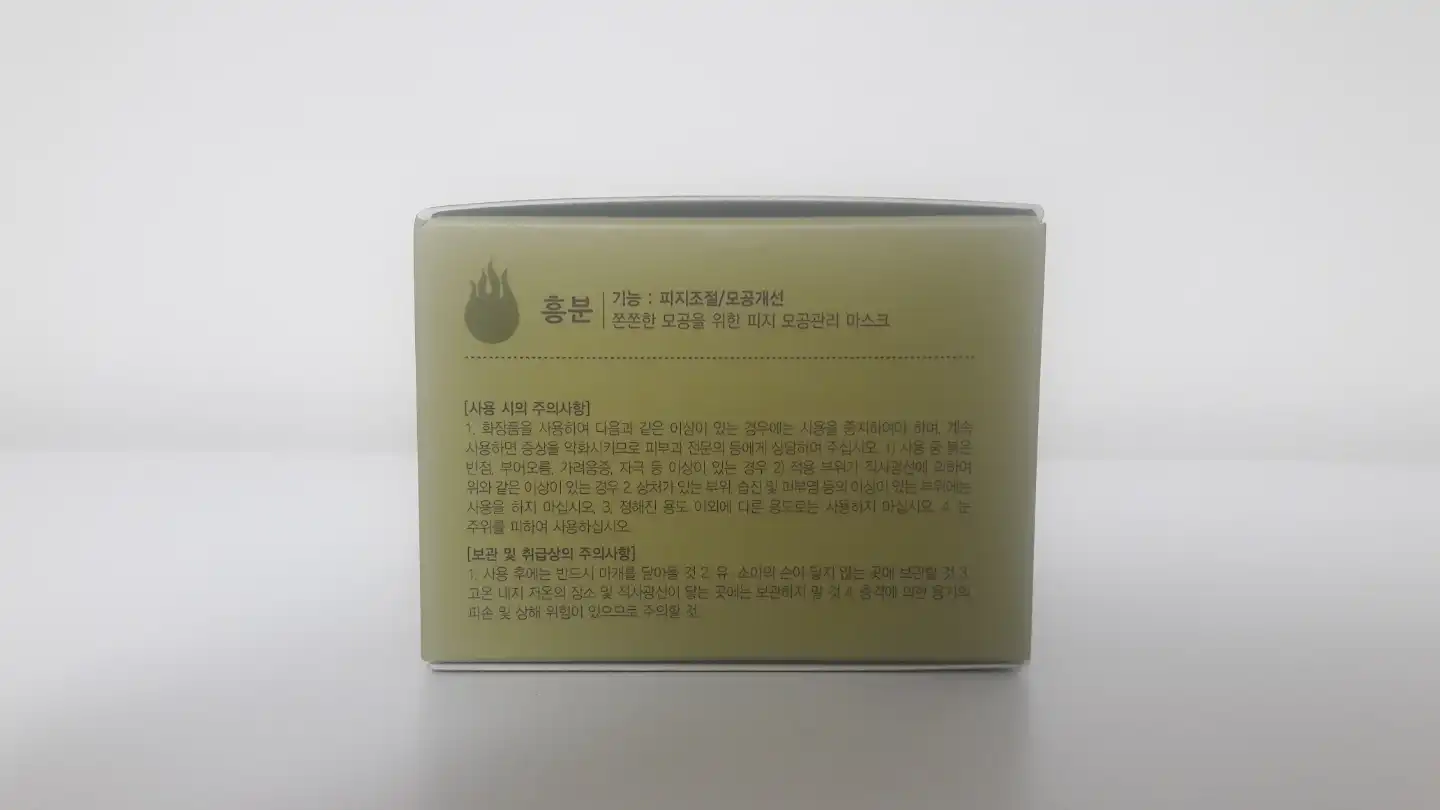 흥분
기능 : 피지조절/모공개선
쫀쫀한 모공을 위한 피지 모공관리 마스크
[사용 시의 주의사항]
1. 화장품을 사용하여 다음과 같은 이상이 있는 경우에는 사용을 중지하여야 하며, 계속
사용하면 증상을 악화시키므로 피부과 전문의 등에게 상담하여 주십시오. 1) 사용 중 붉은
반점, 부어오름, 가려움증, 자극 등 이상이 있는 경우 2) 적용 부위가 직사광선에 의하여
위와 같은 이상이 있는 경우 2. 상처가 있는 부위, 습진 및 피부염 등의 이상이 있는 부위에는
사용을 하지 마십시오. 3. 정해진 용도 이외에 다른 용도로는 사용하지 마십시오. 4. 눈
주위를 피하여 사용하십시오.
[보관 및 취급상의 주의사항]
1. 사용 후에는 반드시 마개를 닫아둘 것 2. 유·소아의 손이 닿지 않는 곳에 보관할 것 3.
고온 내지 저온의 장소 및 직사광선이 닿는 곳에는 보관하지 말 것 4. 충격에 의한 용기의
파손 및 상해 위험이 있으므로 주의할 것.